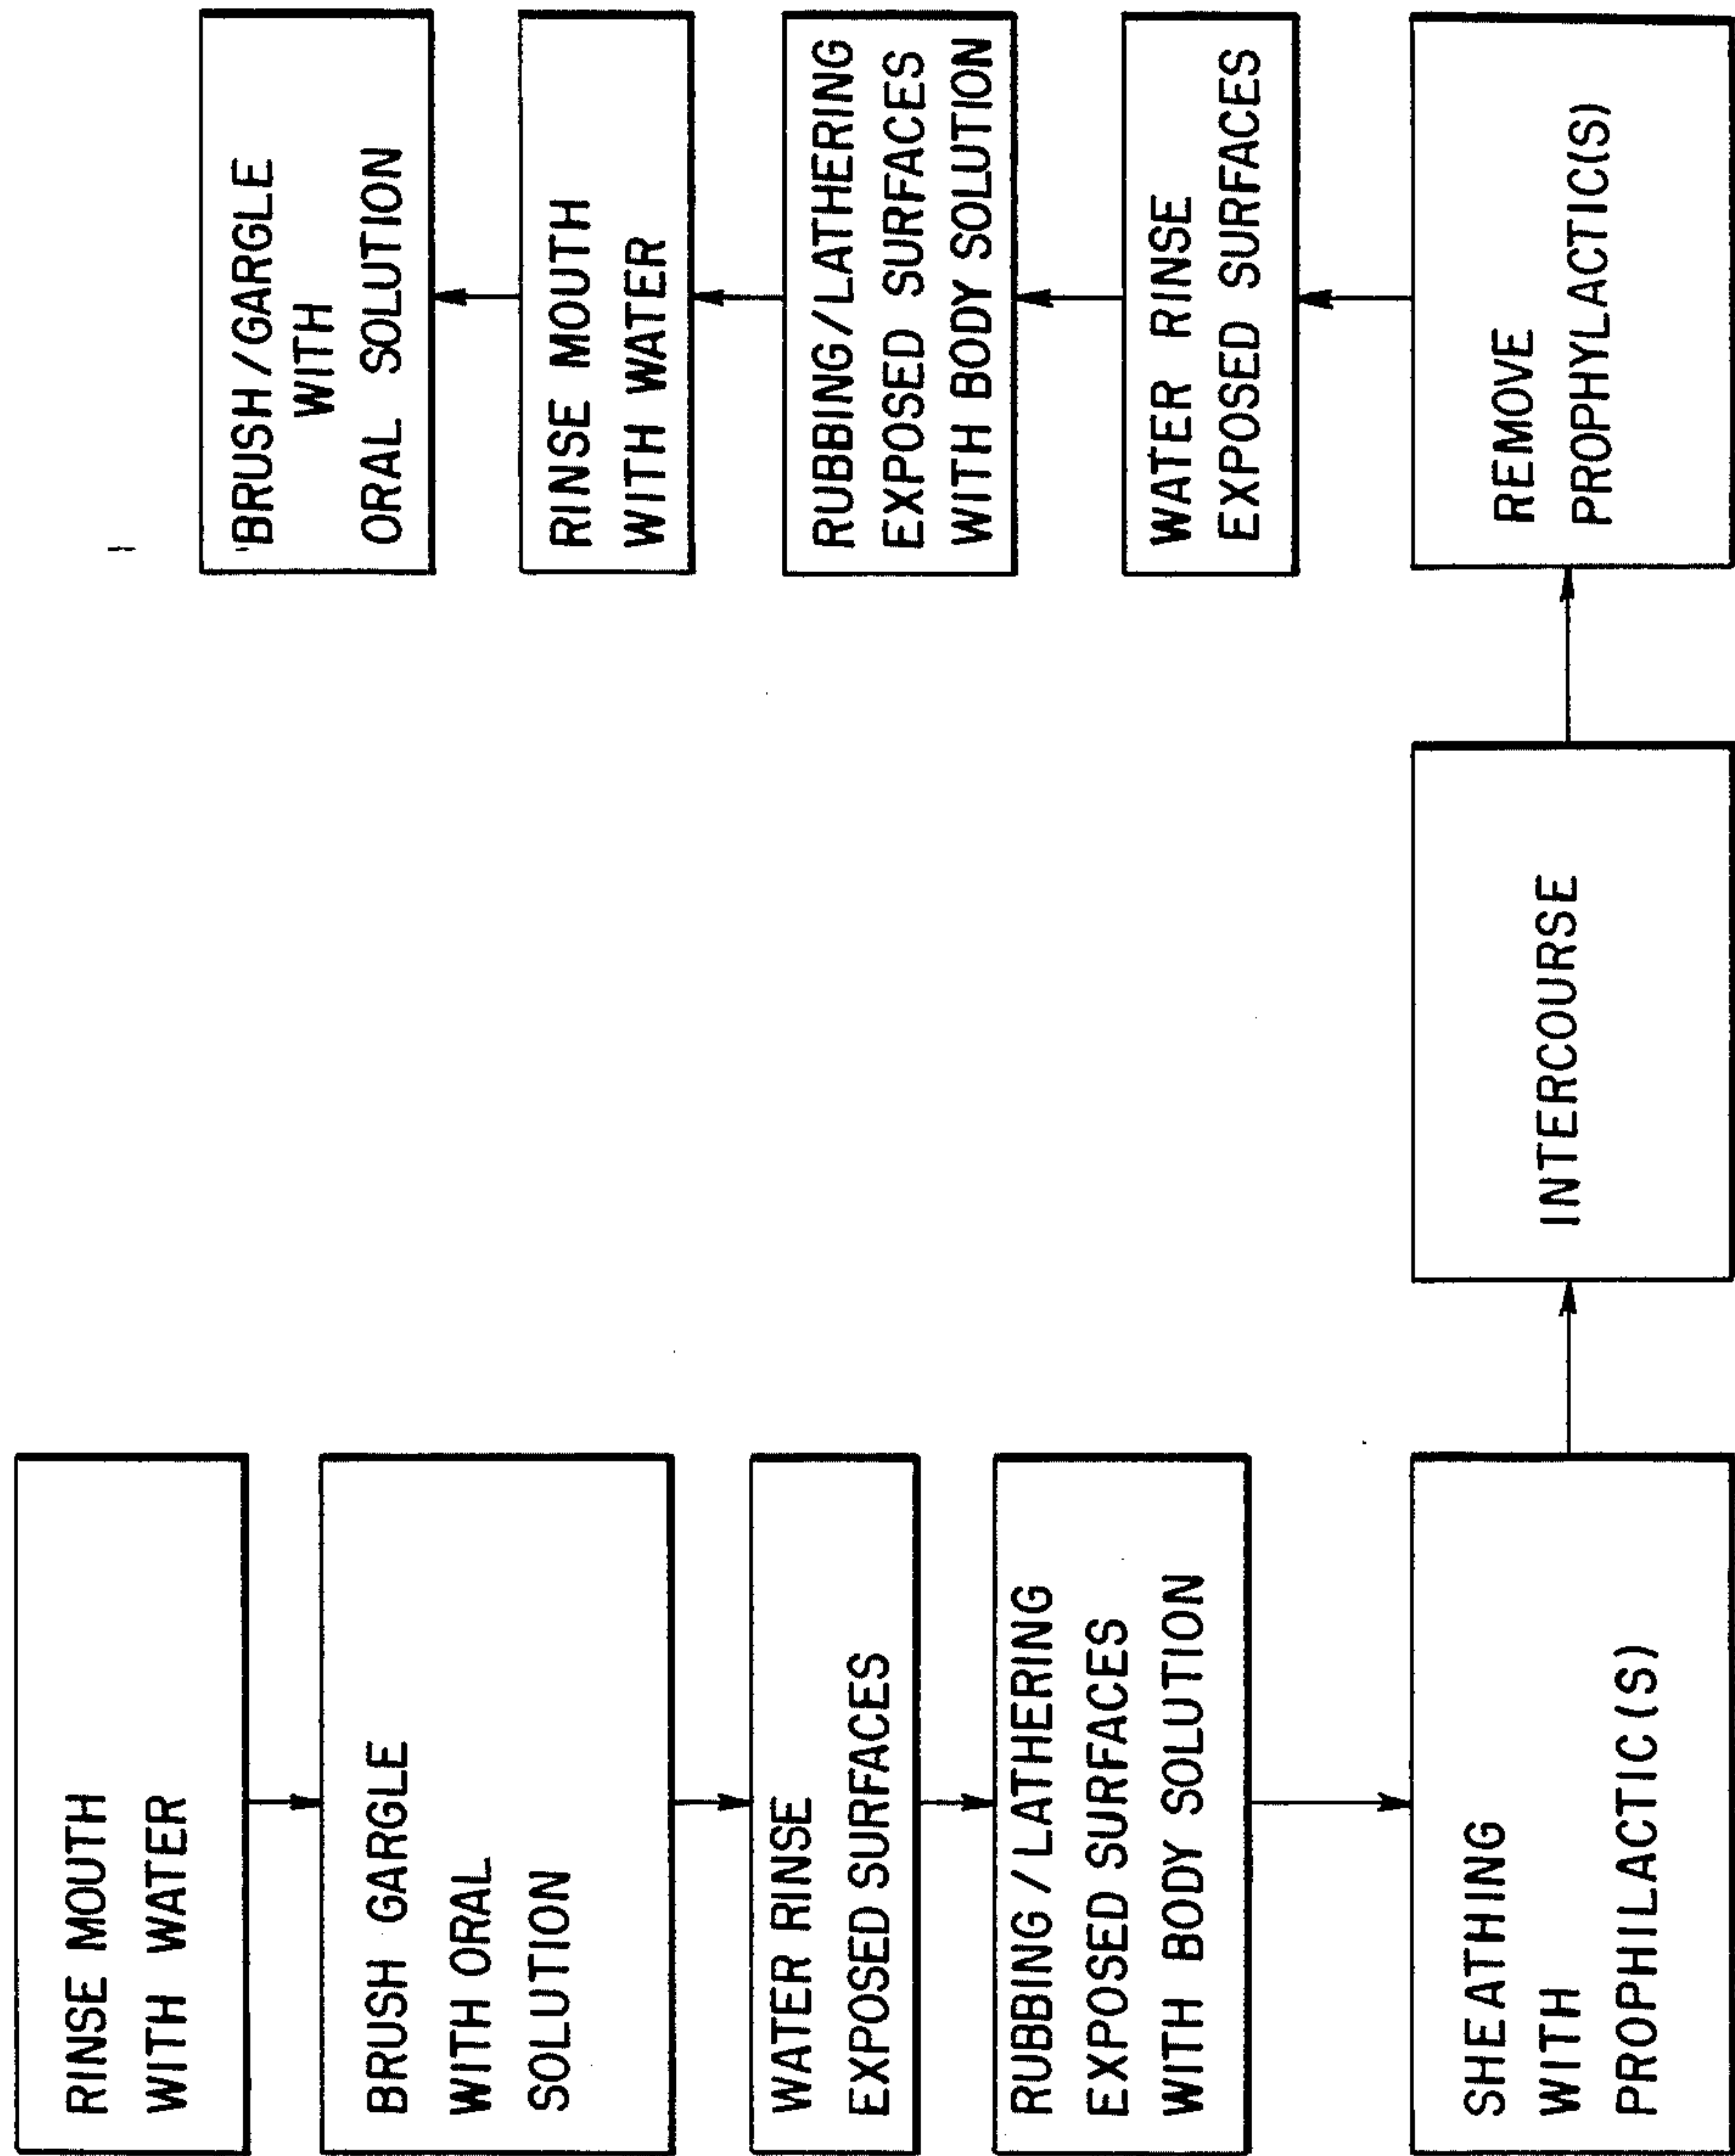 RINSE MOUTH
WITH WATER
BRUSH GARGLE
WITH ORAL
SOLUTION
WATER RINSE
EXPOSED SURFACES
RUBBING/LATHERING
EXPOSED SURFACES
WITH BODY SOLUTION
SHEATHING
WITH
PROPHILACTIC(S)
INTERCOURSE
REMOVE
PROPHYLACTIC(S)
WATER RINSE
EXPOSED SURFACES
RUBBING/LATHERING
EXPOSED SURFACES
WITH BODY SOLUTION
RINSE MOUTH
WITH WATER
BRUSH/GARGLE
WITH
ORAL SOLUTION